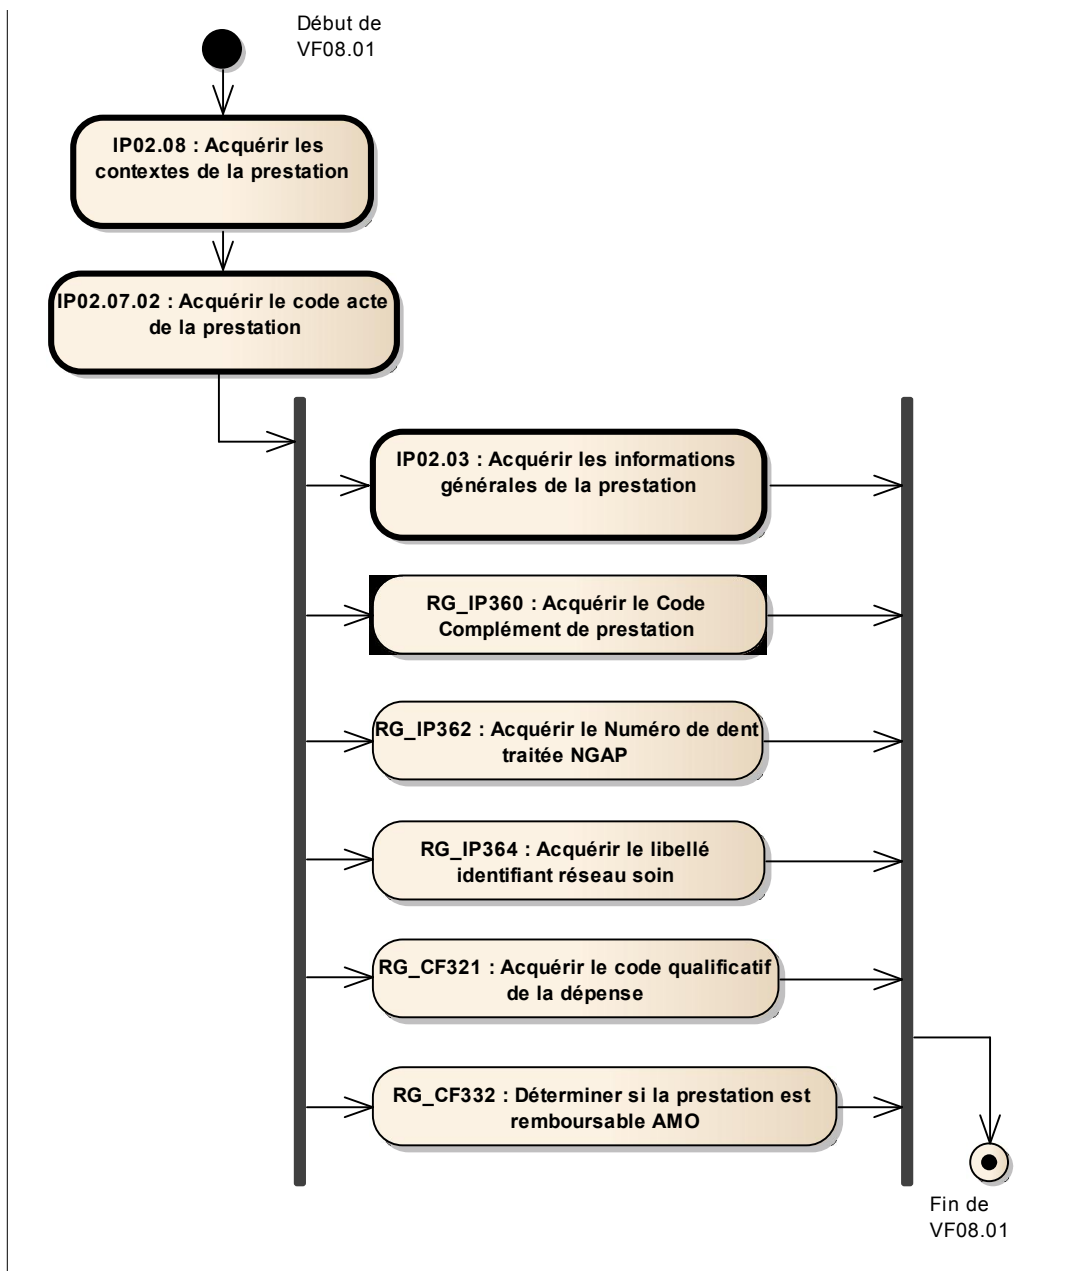 Début de
VF08.01
IP02.08 : Acquérir les
contextes de la prestation
IP02.07.02 : Acquérir le code acte
de la prestation
IP02.03 : Acquérir les informations
générales de la prestation
RG_IP360 : Acquérir le Code
Complément de prestation
RG_IP362 : Acquérir le Numéro de dent
traitée NGAP
RG_IP364 : Acquérir le libellé
identifiant réseau soin
RG_CF321 : Acquérir le code qualificatif
de la dépense
RG_CF332 : Déterminer si la prestation est
remboursable AMO
Fin de
VF08.01